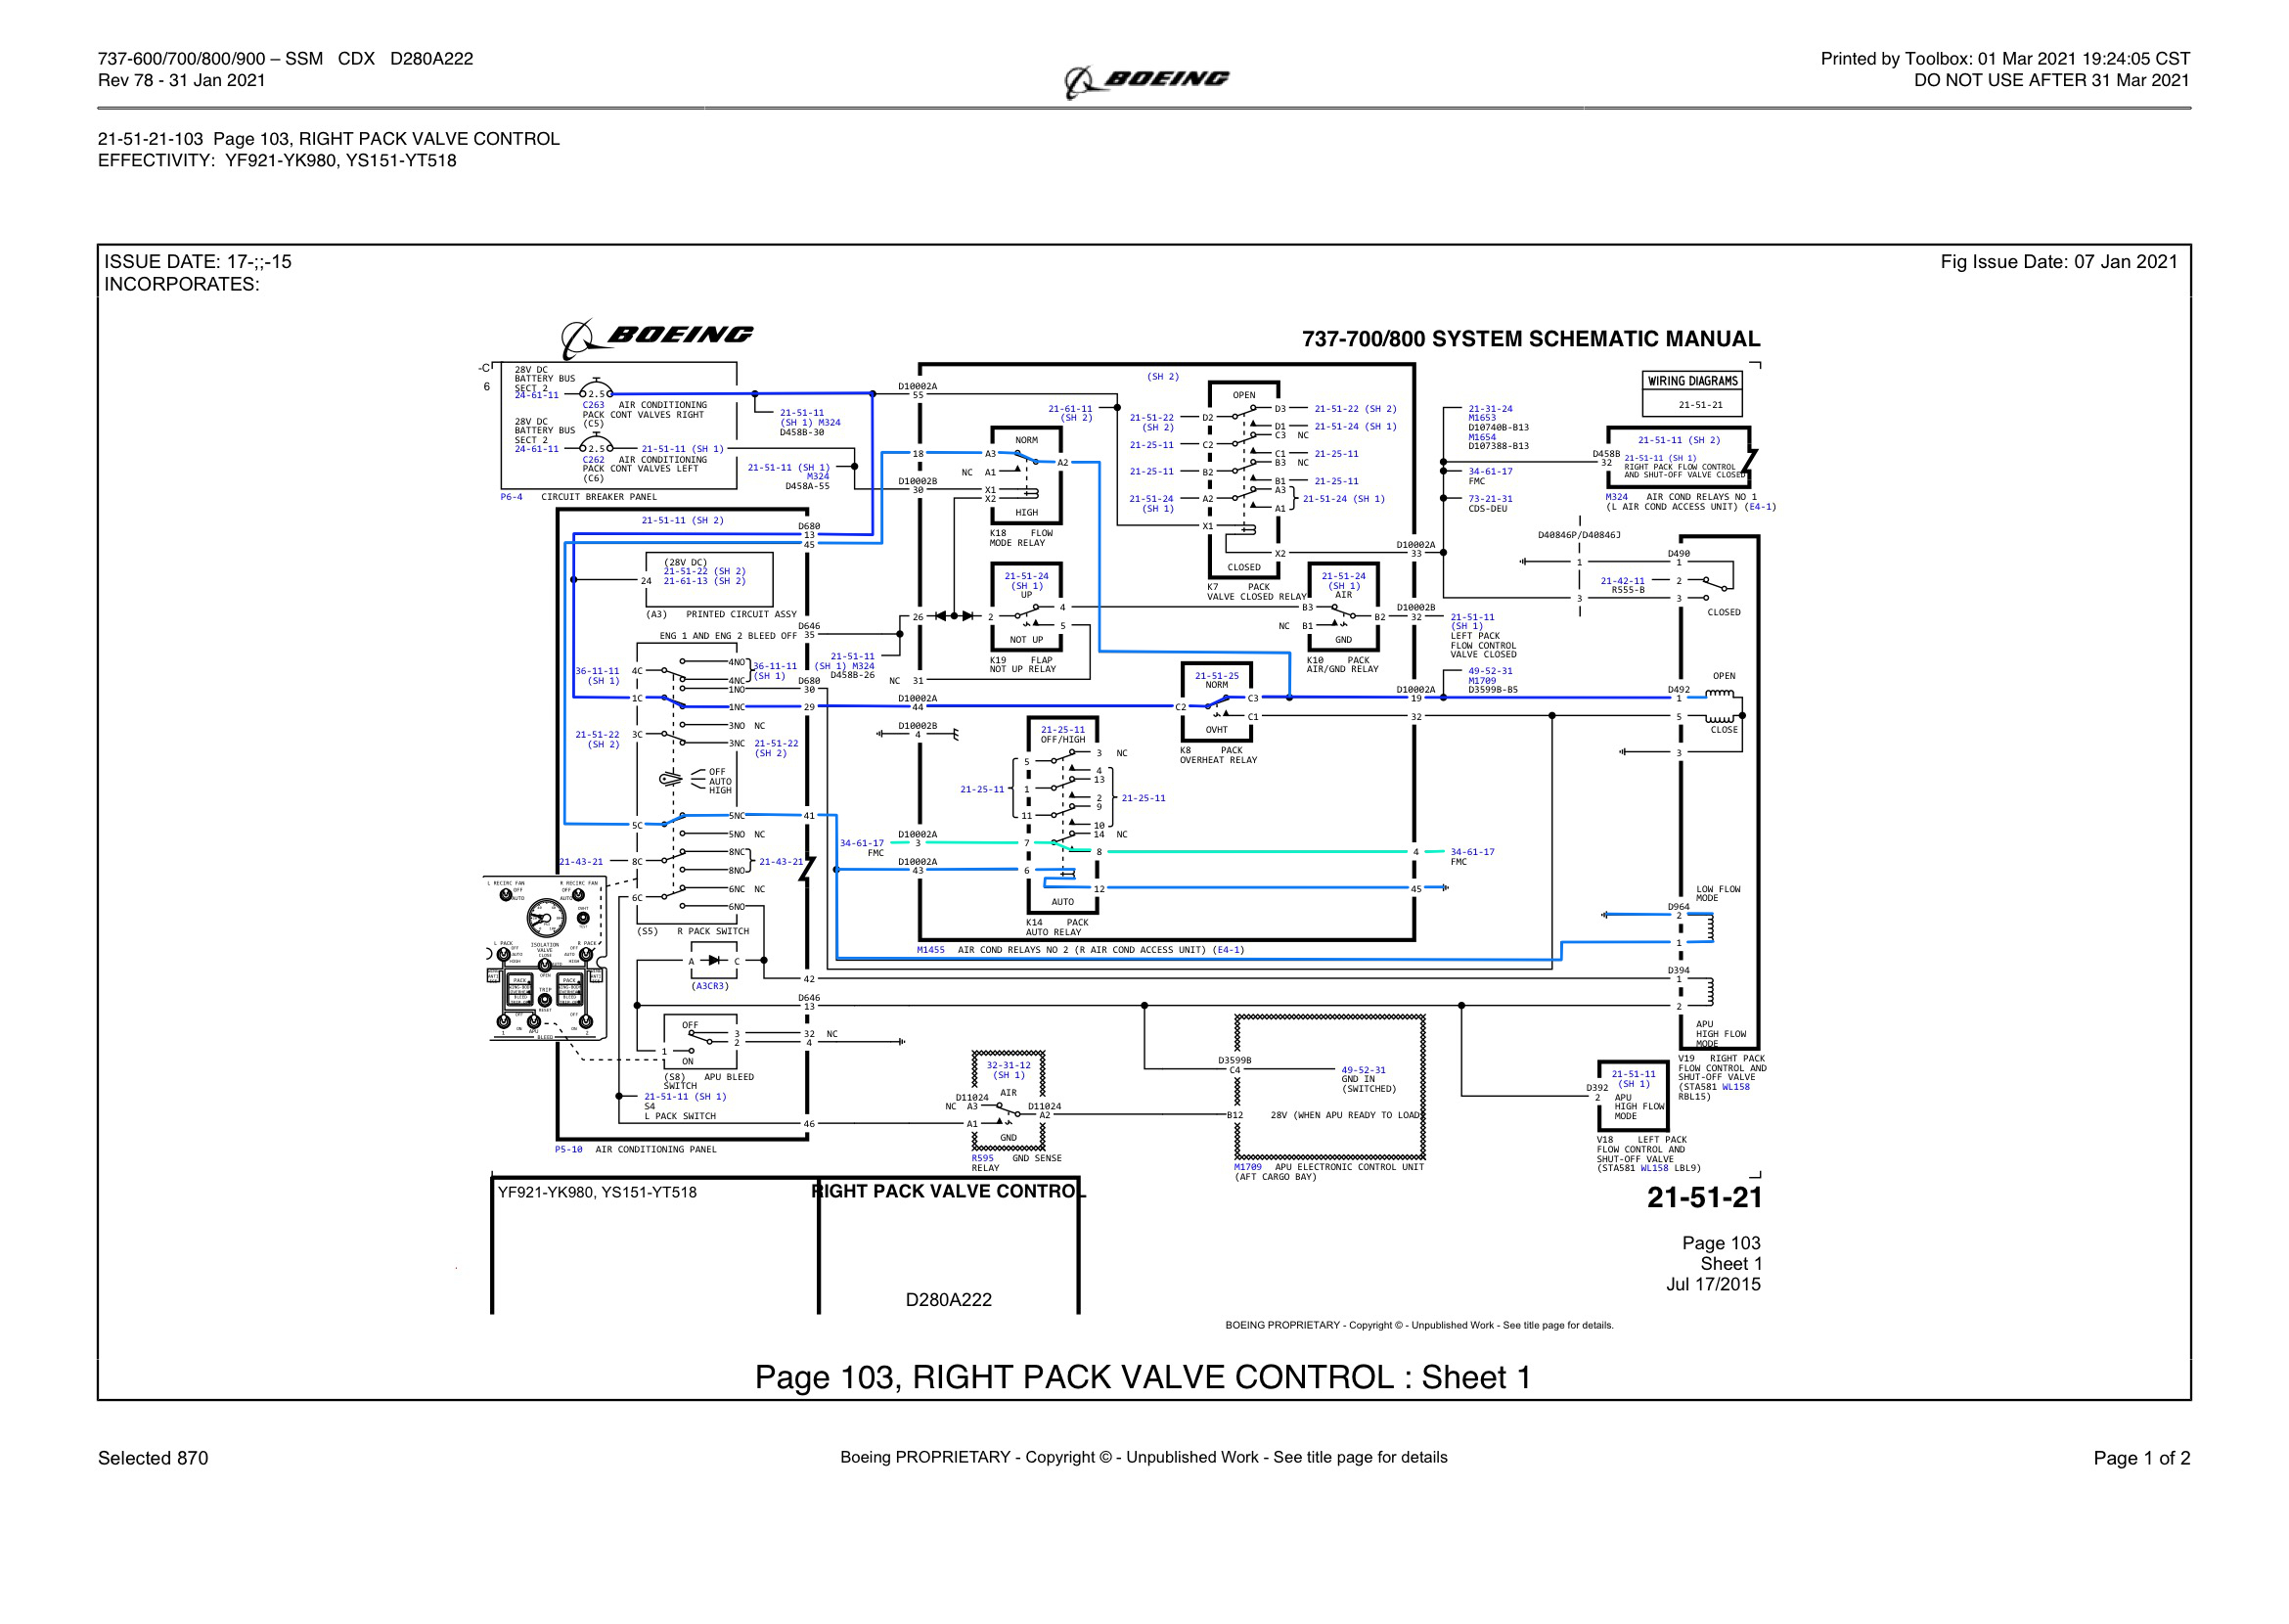 737-600/700/800/900 – SSM CDX D280A222
Rev 78 - 31 Jan 2021
BOEING
Printed by Toolbox: 01 Mar 2021 19:24:05 CST
DO NOT USE AFTER 31 Mar 2021
21-51-21-103 Page 103, RIGHT PACK VALVE CONTROL
EFFECTIVITY: YF921-YK980, YS151-YT518
ISSUE DATE: 17-;;-15
INCORPORATES:
Fig Issue Date: 07 Jan 2021
BOEING
737-700/800 SYSTEM SCHEMATIC MANUAL
-C
6
28V DC
BATTERY BUS
SECT 2
24-61-11
2.5
C263 AIR CONDITIONING
PACK CONT VALVES RIGHT
(C5)
28V DC
BATTERY BUS
SECT 2
24-61-11
2.5
21-51-11 (SH 1)
C262 AIR CONDITIONING
PACK CONT VALVES LEFT
(C6)
P6-4 CIRCUIT BREAKER PANEL
21-51-11
(SH 1) M324
D458B-30
21-51-11 (SH 1)
M324
D458A-55
D10002A
55
18
D10002B
30
(SH 2)
21-61-11
(SH 2)
NORM
A3
A2
NC A1
X1
X2
HIGH
K18 FLOW
MODE RELAY
OPEN
21-51-22
(SH 2)
D2
D3 21-51-22 (SH 2)
D1 21-51-24 (SH 1)
21-25-11 C2
C3 NC
C1 21-25-11
21-25-11 B2
B3 NC
B1 21-25-11
21-51-24
(SH 1)
A2
A3
A1
21-51-24 (SH 1)
X1
X2
CLOSED
K7 PACK
VALVE CLOSED RELAY
D10002A
33
21-31-24
M1653
D10740B-B13
M1654
D107388-B13
34-61-17
FMC
73-21-31
CDS-DEU
WIRING DIAGRAMS
21-51-21
21-51-11 (SH 2)
D458B
32
21-51-11 (SH 1)
RIGHT PACK FLOW CONTROL
AND SHUT-OFF VALVE CLOSED
M324 AIR COND RELAYS NO 1
(L AIR COND ACCESS UNIT) (E4-1)
D40846P/D40846J
1
3
D490
1
21-42-11
R555-B
2
3
CLOSED
21-51-11 (SH 2)
D680
13
45
(28V DC)
24 21-51-22 (SH 2)
21-61-13 (SH 2)
(A3) PRINTED CIRCUIT ASSY
D646
ENG 1 AND ENG 2 BLEED OFF 35
26
21-51-24
(SH 1)
UP
2
4
5
NOT UP
K19 FLAP
NOT UP RELAY
21-51-24
(SH 1)
AIR
B3
B2
NC B1
GND
K10 PACK
AIR/GND RELAY
D10002B
32
21-51-11
(SH 1)
LEFT PACK
FLOW CONTROL
VALVE CLOSED
21-51-11
(SH 1) M324
D458B-26
NC 31
36-11-11
(SH 1)
4C
4NO
4NC
36-11-11
(SH 1)
1NO
D680
30
1C
1NC
29
D10002A
44
21-51-25
NORM
C2
C3
C1
OVHT
K8 PACK
OVERHEAT RELAY
D10002A
19
32
49-52-31
M1709
D3599B-B5
D492
1
OPEN
5
CLOSE
3
3NO NC
21-51-22
(SH 2)
3C
3NC 21-51-22
(SH 2)
OFF
AUTO
HIGH
D10002B
4
21-25-11
OFF/HIGH
5
3 NC
4
13
21-25-11
1
2
9
21-25-11
11
10
14 NC
5C
5NC
41
5NO NC
34-61-17
FMC
D10002A
3
7
8
4
34-61-17
FMC
21-43-21
8C
8NC
8NO
21-43-21
D10002A
43
6
12
45
AUTO
K14 PACK
AUTO RELAY
6NC NC
6C
6NO
(S5) R PACK SWITCH
M1455 AIR COND RELAYS NO 2 (R AIR COND ACCESS UNIT) (E4-1)
LOW FLOW
MODE
D964
2
1
A
C
(A3CR3)
42
D394
1
2
D646
13
APU
HIGH FLOW
MODE
V19 RIGHT PACK
FLOW CONTROL AND
SHUT-OFF VALVE
(STA581 WL158
RBL15)
L RECIRC FAN
OFF
AUTO
R RECIRC FAN
OFF
AUTO
L PACK
OFF
AUTO
HIGH
ISOLATION
VALVE
CLOSE
AUTO
OPEN
R PACK
OFF
AUTO
HIGH
PACK
PACK
TRIP
RESET
OFF
OFF
1
ON
APU
BLEED
ON
2
OFF
3
2
32 NC
4
1
ON
(S8) APU BLEED
SWITCH
21-51-11 (SH 1)
S4
L PACK SWITCH
46
P5-10 AIR CONDITIONING PANEL
32-31-12
(SH 1)
AIR
D11024
NC A3
D11024
A2
A1
GND
R595 GND SENSE
RELAY
D3599B
C4
49-52-31
GND IN
(SWITCHED)
B12
28V (WHEN APU READY TO LOAD
M1709 APU ELECTRONIC CONTROL UNIT
(AFT CARGO BAY)
D392
2
21-51-11
(SH 1)
APU
HIGH FLOW
MODE
V18 LEFT PACK
FLOW CONTROL AND
SHUT-OFF VALVE
(STA581 WL158 LBL9)
YF921-YK980, YS151-YT518
RIGHT PACK VALVE CONTROL
D280A222
21-51-21
Page 103
Sheet 1
Jul 17/2015
BOEING PROPRIETARY - Copyright © - Unpublished Work - See title page for details.
Page 103, RIGHT PACK VALVE CONTROL : Sheet 1
Selected 870
Boeing PROPRIETARY - Copyright © - Unpublished Work - See title page for details
Page 1 of 2